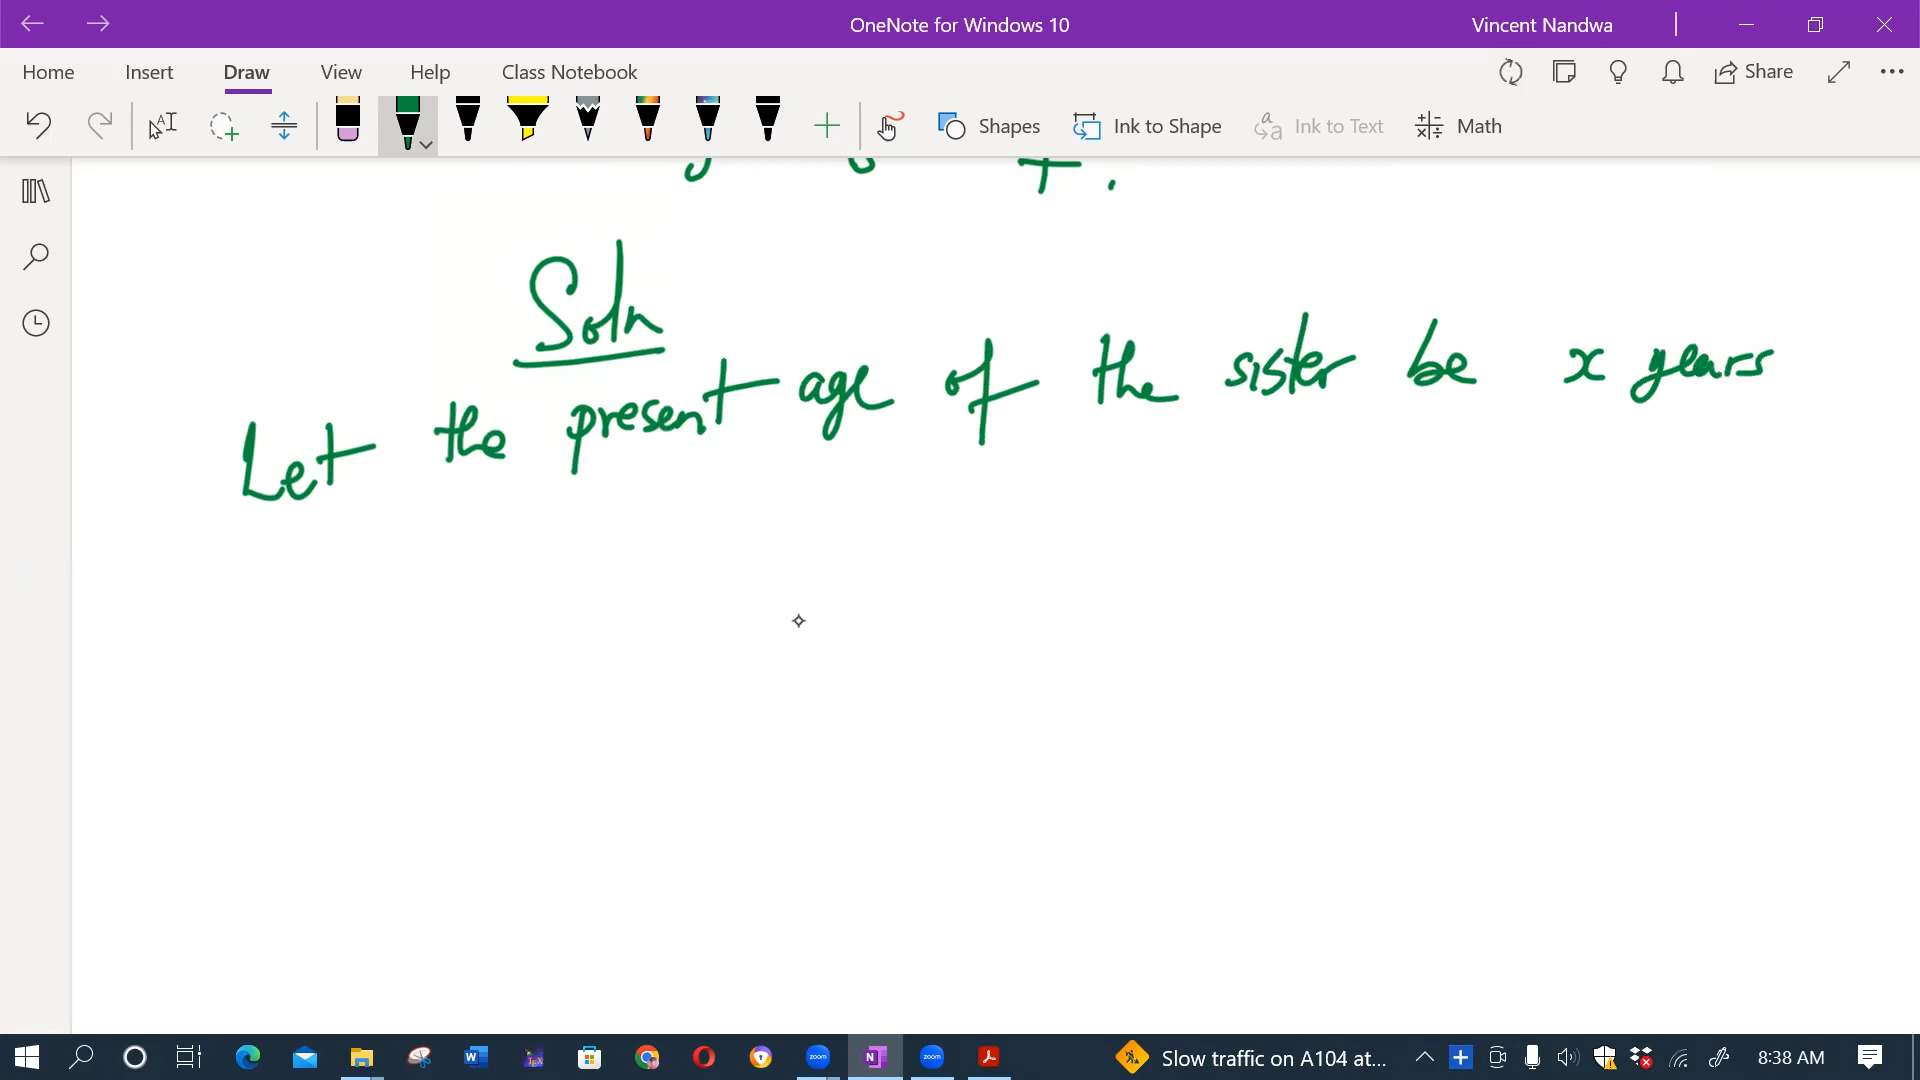 OneNote for Windows 10
Vincent Nandwa
Home Insert Draw View Help Class Notebook
Share
Shapes Ink to Shape Ink to Text Math
Soln
Let the present age of the sister be x years
Slow traffic on A104 at...
8:38 AM